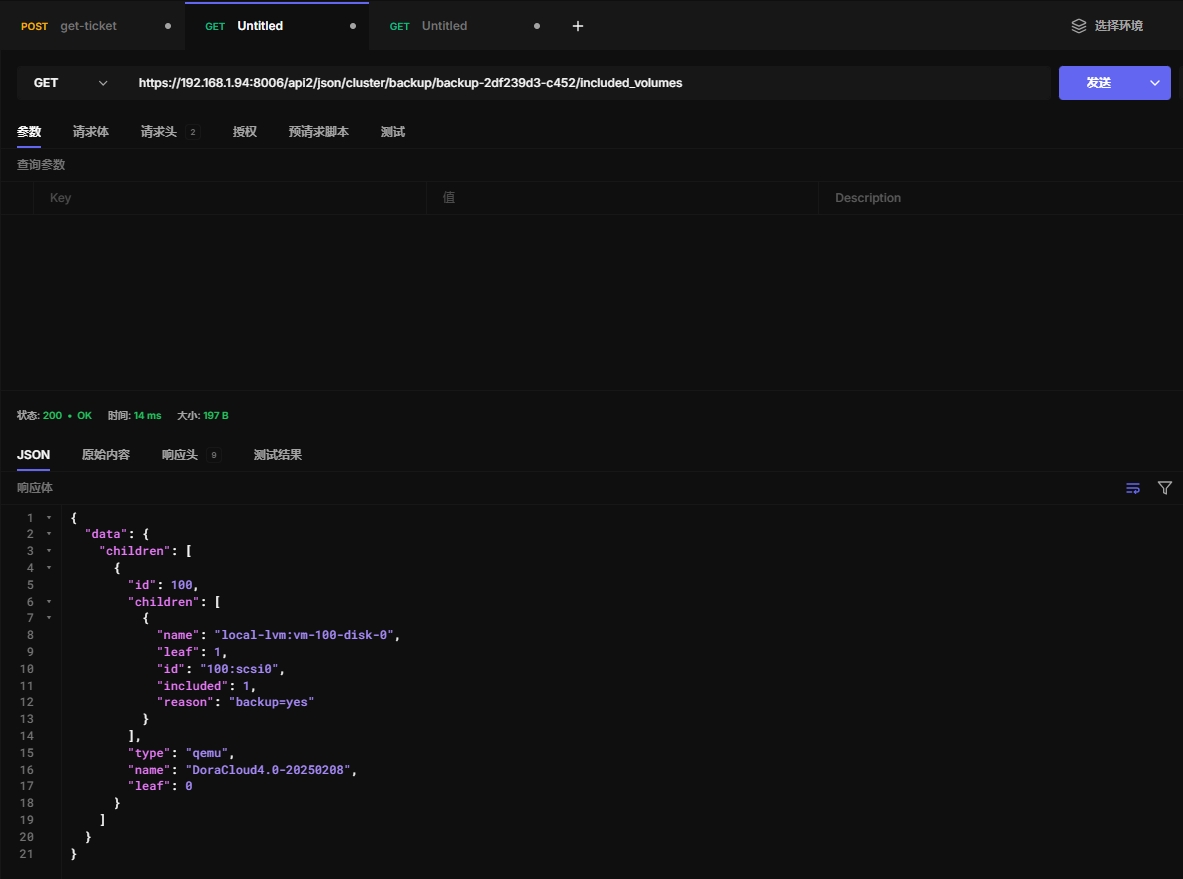 POST get-ticket GET Untitled GET Untitled + 选择环境
GET https://192.168.1.94:8006/api2/json/cluster/backup/backup-2df239d3-c452/included_volumes 发送
参数 请求体 请求头 2 授权 预请求脚本 测试
查询参数
Key 值 Description
状态: 200 • OK 时间: 14 ms 大小: 197 B
JSON 原始内容 响应头 9 测试结果
响应体
1 {
2 "data": {
3 "children": [
4 {
5 "id": 100,
6 "children": [
7 {
8 "name": "local-lvm:vm-100-disk-0",
9 "leaf": 1,
10 "id": "100:scsi0",
11 "included": 1,
12 "reason": "backup=yes"
13 }
14 ],
15 "type": "qemu",
16 "name": "DoraCloud4.0-20250208",
17 "leaf": 0
18 }
19 ]
20 }
21 }